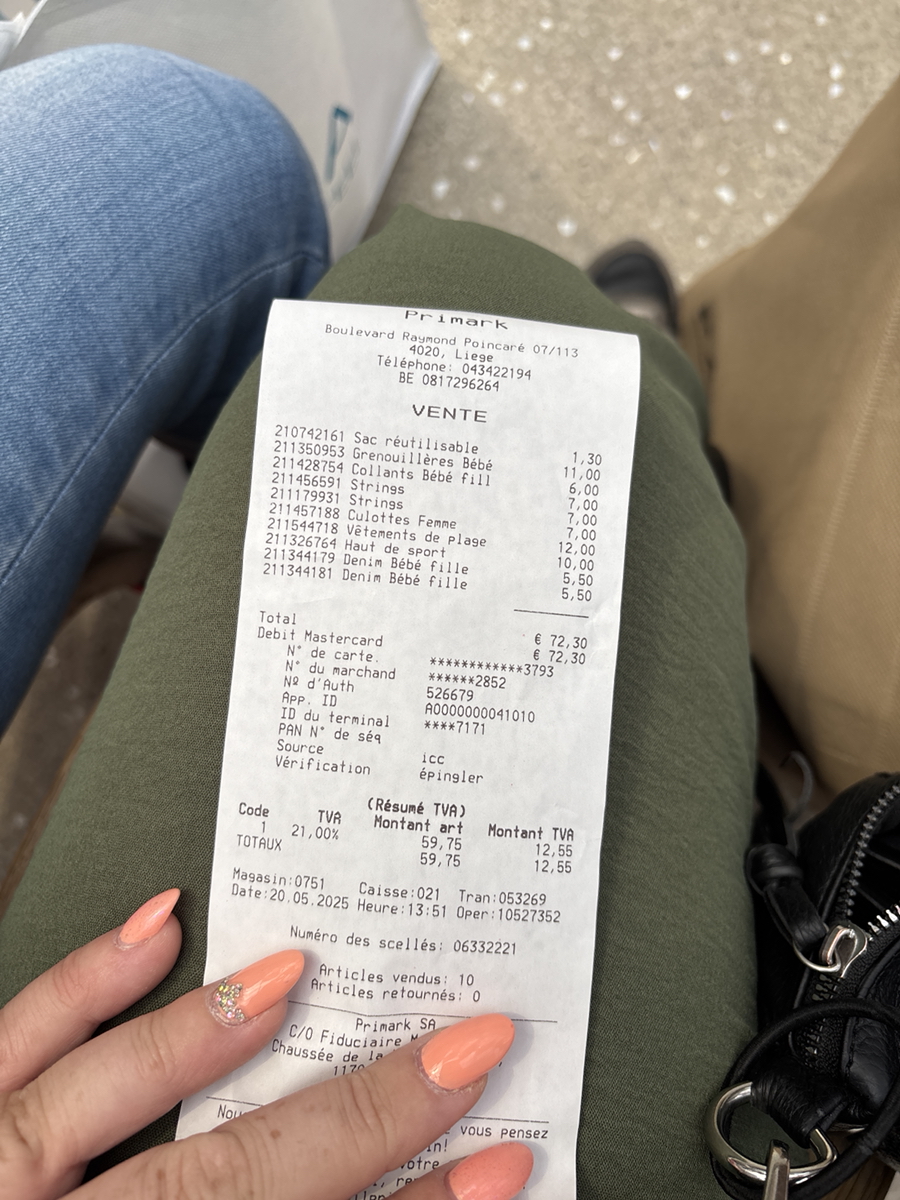 Primark
Boulevard Raymond Poincaré 07/113
4020, Liege
Téléphone: 043422194
BE 0817296264
VENTE
210742161 Sac réutilisable 1,30
211350953 Grenouillères Bébé 11,00
211428754 Collants Bébé fill 6,00
211456591 Strings 7,00
211179931 Strings 7,00
211457188 Culottes Femme 7,00
211544718 Vêtements de plage 12,00
211326764 Haut de sport 10,00
211344179 Denim Bébé fille 5,50
211344181 Denim Bébé fille 5,50
Total € 72,30
Debit Mastercard € 72,30
N° de carte. ************3793
N° du marchand ******2852
Nº d'Auth 526679
App. ID A0000000041010
ID du terminal ****7171
PAN N° de séq
Source icc
Vérification épingler
(Résumé TVA)
Code TVA Montant art Montant TVA
1 21,00% 59,75 12,55
TOTAUX 59,75 12,55
Magasin:0751 Caisse:021 Tran:053269
Date:20.05.2025 Heure:13:51 Oper:10527352
Numéro des scellés: 06332221
Articles vendus: 10
Articles retournés: 0
Primark SA
C/O Fiduciaire
Chaussée de la
vous pensez